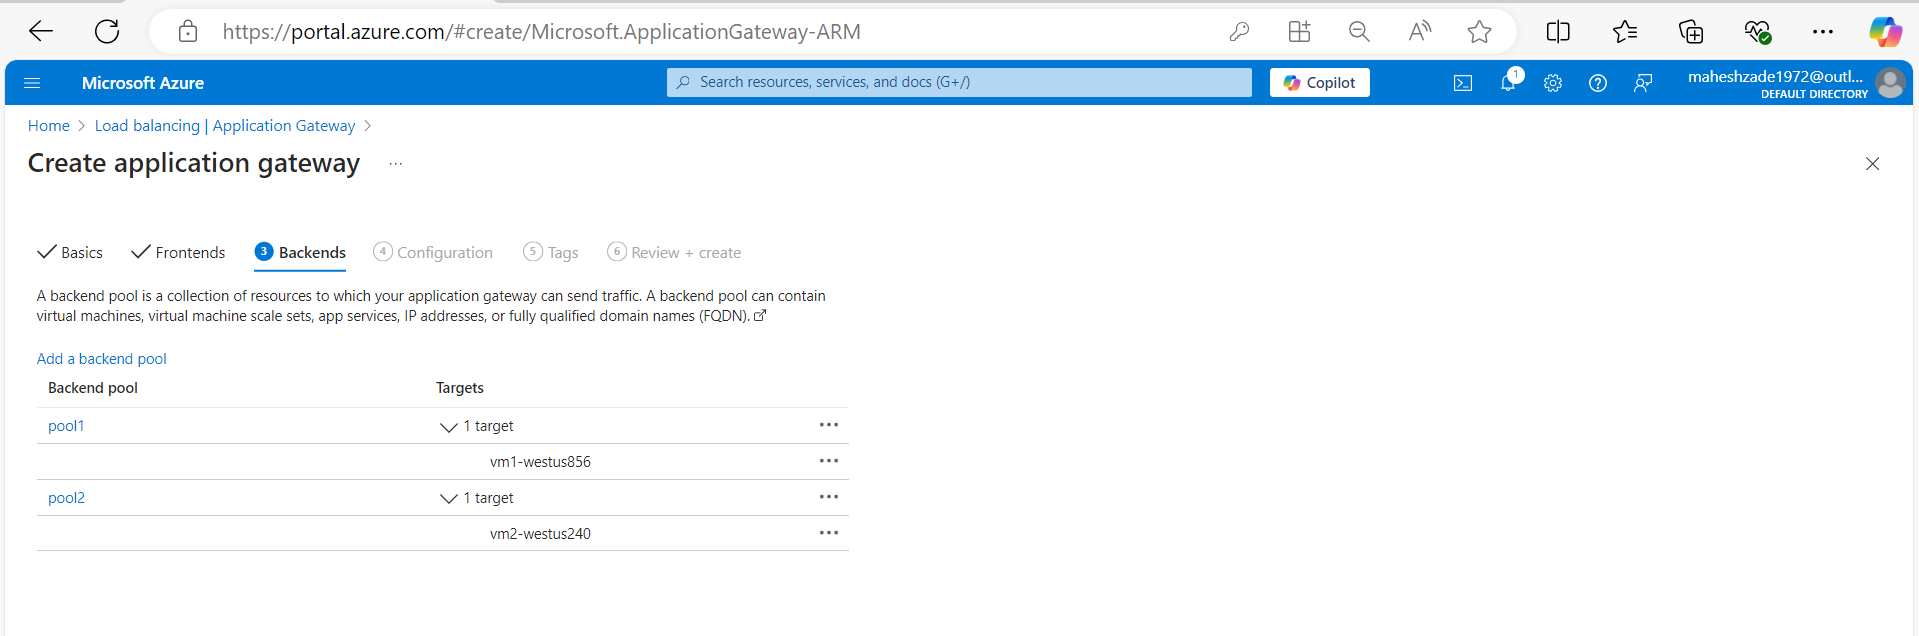 https://portal.azure.com/#create/Microsoft.ApplicationGateway-ARM
Microsoft Azure
Search resources, services, and docs (G+/)
Copilot
1
maheshzade1972@outl...
DEFAULT DIRECTORY
Home > Load balancing | Application Gateway >
Create application gateway ...
Basics
Frontends
3 Backends
4 Configuration
5 Tags
6 Review + create
A backend pool is a collection of resources to which your application gateway can send traffic. A backend pool can contain
virtual machines, virtual machine scale sets, app services, IP addresses, or fully qualified domain names (FQDN).
Add a backend pool
Backend pool Targets
pool1 1 target
vm1-westus856
pool2 1 target
vm2-westus240